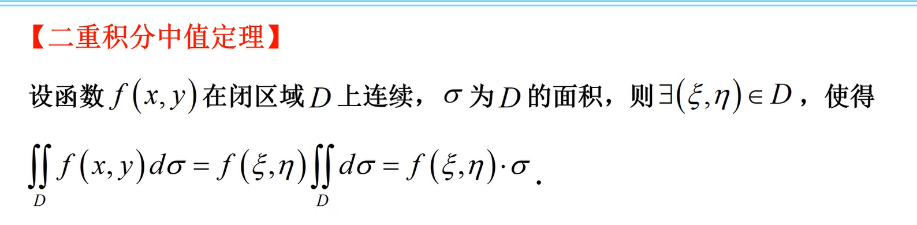 【二重积分中值定理】
设函数 f(x,y) 在闭区域 D 上连续，σ 为 D 的面积，则∃(ξ,η)∈D，使得
∬_D f(x,y)dσ = f(ξ,η)∬_D dσ = f(ξ,η)·σ.